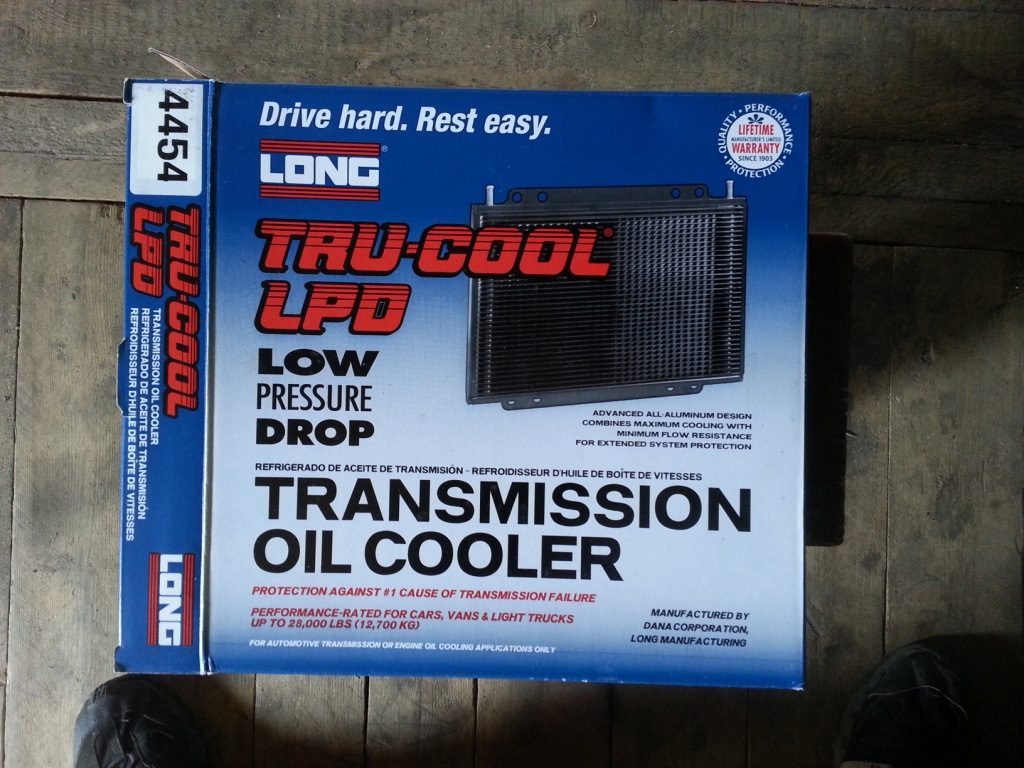 Drive hard. Rest easy.
LONG®
TRU-COOL®
LPD
LOW
PRESSURE
DROP
QUALITY • PERFORMANCE • PROTECTION •
LIFETIME
MANUFACTURER'S LIMITED
WARRANTY
SINCE 1903
ADVANCED ALL-ALUMINUM DESIGN
COMBINES MAXIMUM COOLING WITH
MINIMUM FLOW RESISTANCE
FOR EXTENDED SYSTEM PROTECTION
REFRIGERADO DE ACEITE DE TRANSMISIÓN – REFROIDISSEUR D'HUILE DE BOÎTE DE VITESSES
TRANSMISSION
OIL COOLER
PROTECTION AGAINST #1 CAUSE OF TRANSMISSION FAILURE
PERFORMANCE-RATED FOR CARS, VANS & LIGHT TRUCKS
UP TO 28,000 LBS (12,700 KG)
FOR AUTOMOTIVE TRANSMISSION OR ENGINE OIL COOLING APPLICATIONS ONLY
MANUFACTURED BY
DANA CORPORATION,
LONG MANUFACTURING
4454
TRU-COOL
LPD
TRANSMISSION OIL COOLER
REFRIGERADO DE ACEITE DE TRANSMISIÓN
REFROIDISSEUR D'HUILE DE BOÎTE DE VITESSES
LONG